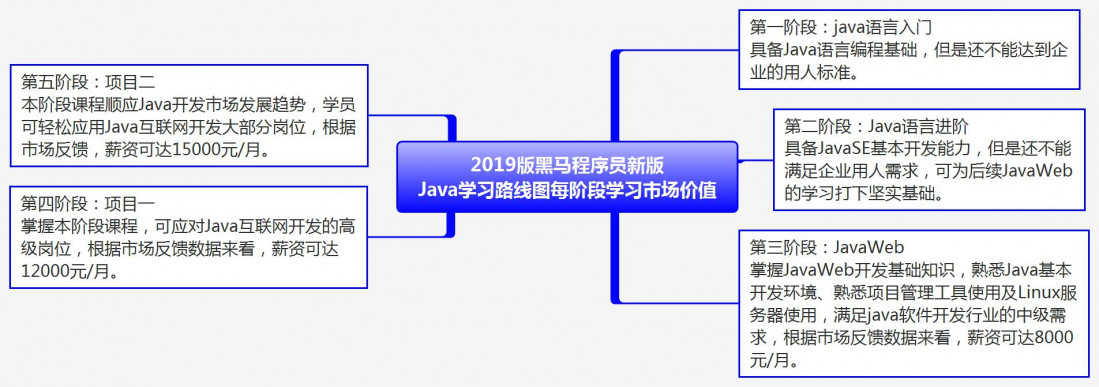 2019版黑马程序员新版
Java学习路线图每阶段学习市场价值
第一阶段：java语言入门
具备Java语言编程基础，但是还不能达到企
业的用人标准。
第二阶段：Java语言进阶
具备JavaSE基本开发能力，但是还不能
满足企业用人需求，可为后续JavaWeb
的学习打下坚实基础。
第三阶段：JavaWeb
掌握JavaWeb开发基础知识，熟悉Java基本
开发环境、熟悉项目管理工具使用及Linux服
务器使用，满足java软件开发行业的中级需
求，根据市场反馈数据来看，薪资可达8000
元/月。
第四阶段：项目一
掌握本阶段课程，可应对Java互联网开发的高
级岗位，根据市场反馈数据来看，薪资可达
12000元/月。
第五阶段：项目二
本阶段课程顺应Java开发市场发展趋势，学员
可轻松应用Java互联网开发大部分岗位，根据
市场反馈，薪资可达15000元/月。